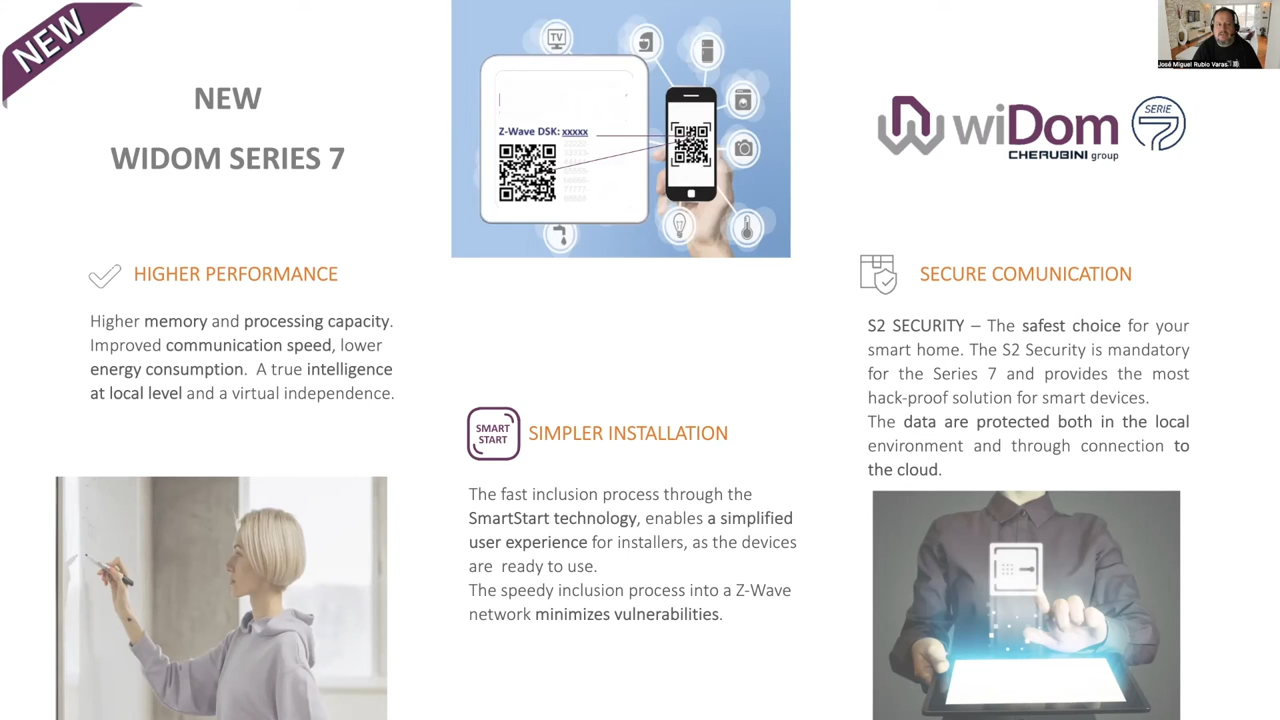 NEW
NEW
WIDOM SERIES 7
HIGHER PERFORMANCE
Higher memory and processing capacity.
Improved communication speed, lower
energy consumption. A true intelligence
at local level and a virtual independence.
TV
Z-Wave DSK: xxxxx
SMART
START
SIMPLER INSTALLATION
The fast inclusion process through the
SmartStart technology, enables a simplified
user experience for installers, as the devices
are ready to use.
The speedy inclusion process into a Z-Wave
network minimizes vulnerabilities.
José Miguel Rubio Varas
wiDom
CHERUBINI group
SERIE
7
SECURE COMUNICATION
S2 SECURITY – The safest choice for your
smart home. The S2 Security is mandatory
for the Series 7 and provides the most
hack-proof solution for smart devices.
The data are protected both in the local
environment and through connection to
the cloud.